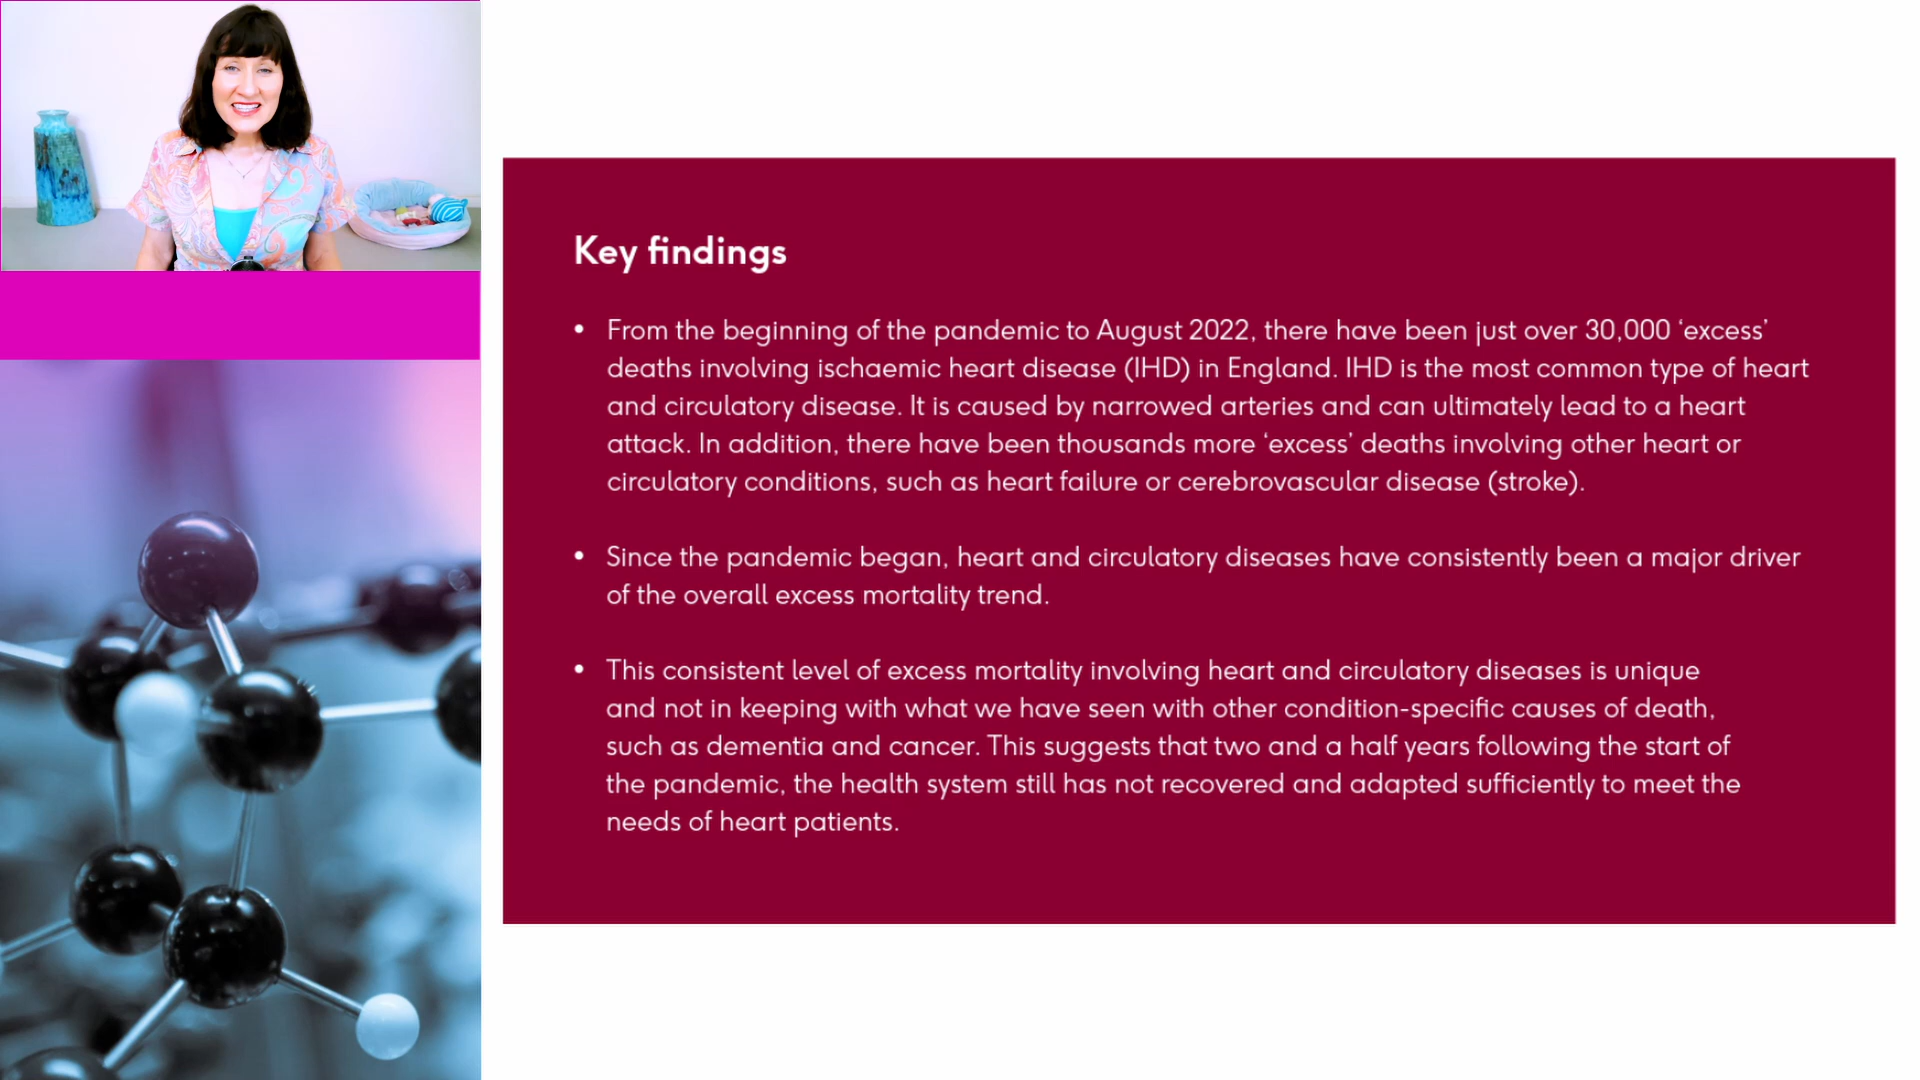 Key findings
• From the beginning of the pandemic to August 2022, there have been just over 30,000 ‘excess’
deaths involving ischaemic heart disease (IHD) in England. IHD is the most common type of heart
and circulatory disease. It is caused by narrowed arteries and can ultimately lead to a heart
attack. In addition, there have been thousands more ‘excess’ deaths involving other heart or
circulatory conditions, such as heart failure or cerebrovascular disease (stroke).
• Since the pandemic began, heart and circulatory diseases have consistently been a major driver
of the overall excess mortality trend.
• This consistent level of excess mortality involving heart and circulatory diseases is unique
and not in keeping with what we have seen with other condition-specific causes of death,
such as dementia and cancer. This suggests that two and a half years following the start of
the pandemic, the health system still has not recovered and adapted sufficiently to meet the
needs of heart patients.